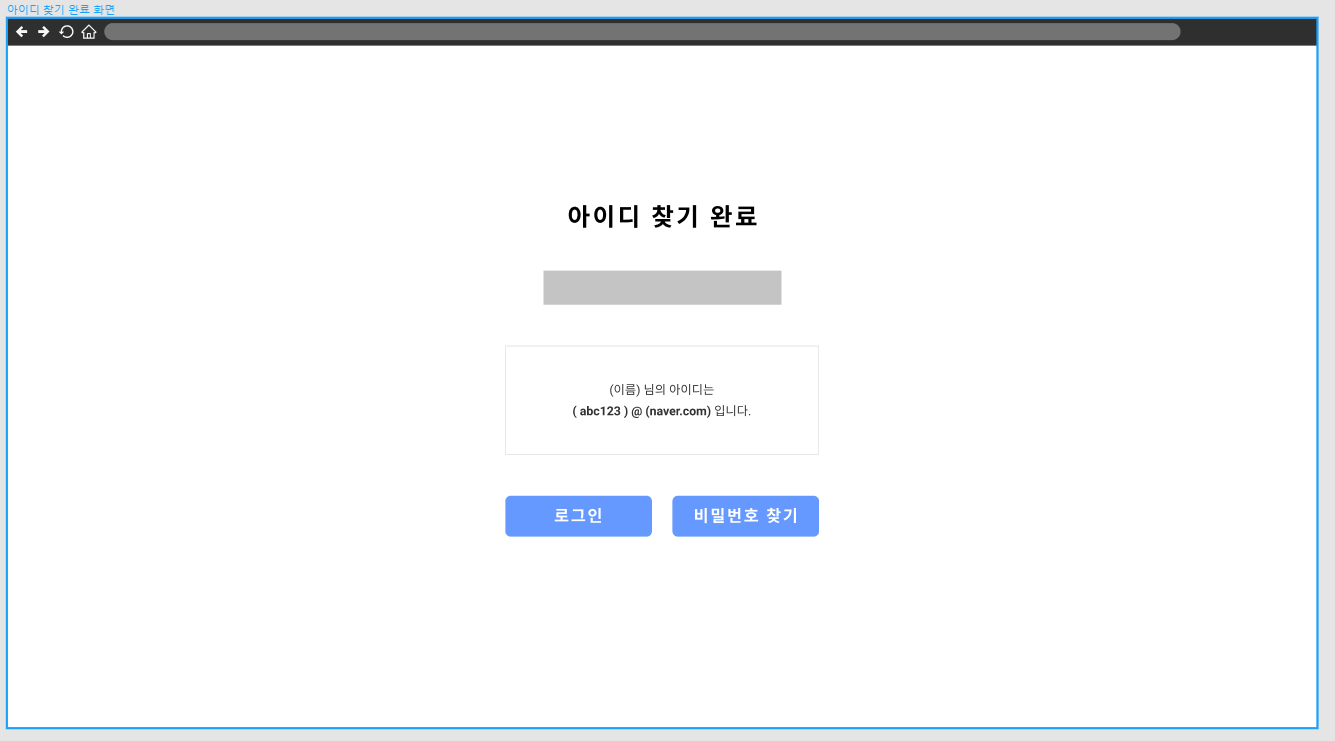 아이디 찾기 완료 화면
아이디 찾기 완료
(이름) 님의 아이디는
( abc123 ) @ (naver.com) 입니다.
로그인
비밀번호 찾기